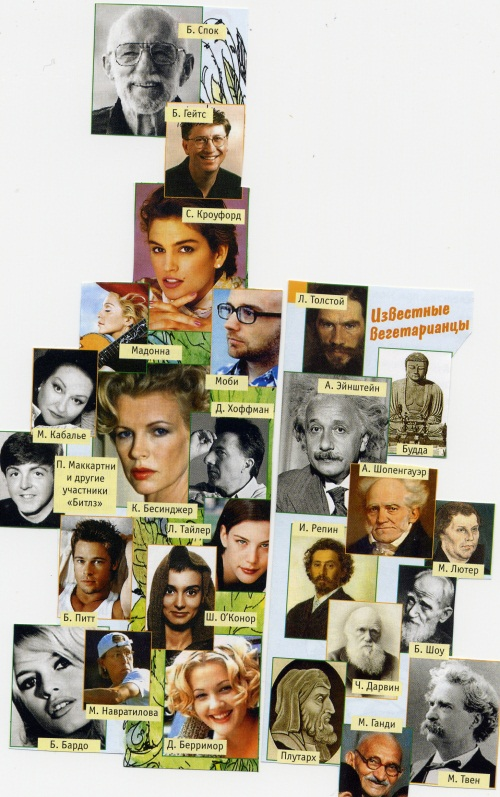 Б. Спок
Б. Гейтс
С. Кроуфорд
Мадонна
Моби
М. Кабалье
Д. Хоффман
П. Маккартни
и другие
участники
«Битлз»
К. Бесинджер
Л. Тайлер
Б. Питт
Ш. О'Конор
М. Навратилова
Б. Бардо
Д. Берримор
Известные
вегетарианцы
Л. Толстой
А. Эйнштейн
Будда
А. Шопенгауэр
И. Репин
М. Лютер
Б. Шоу
Ч. Дарвин
Плутарх
М. Ганди
М. Твен